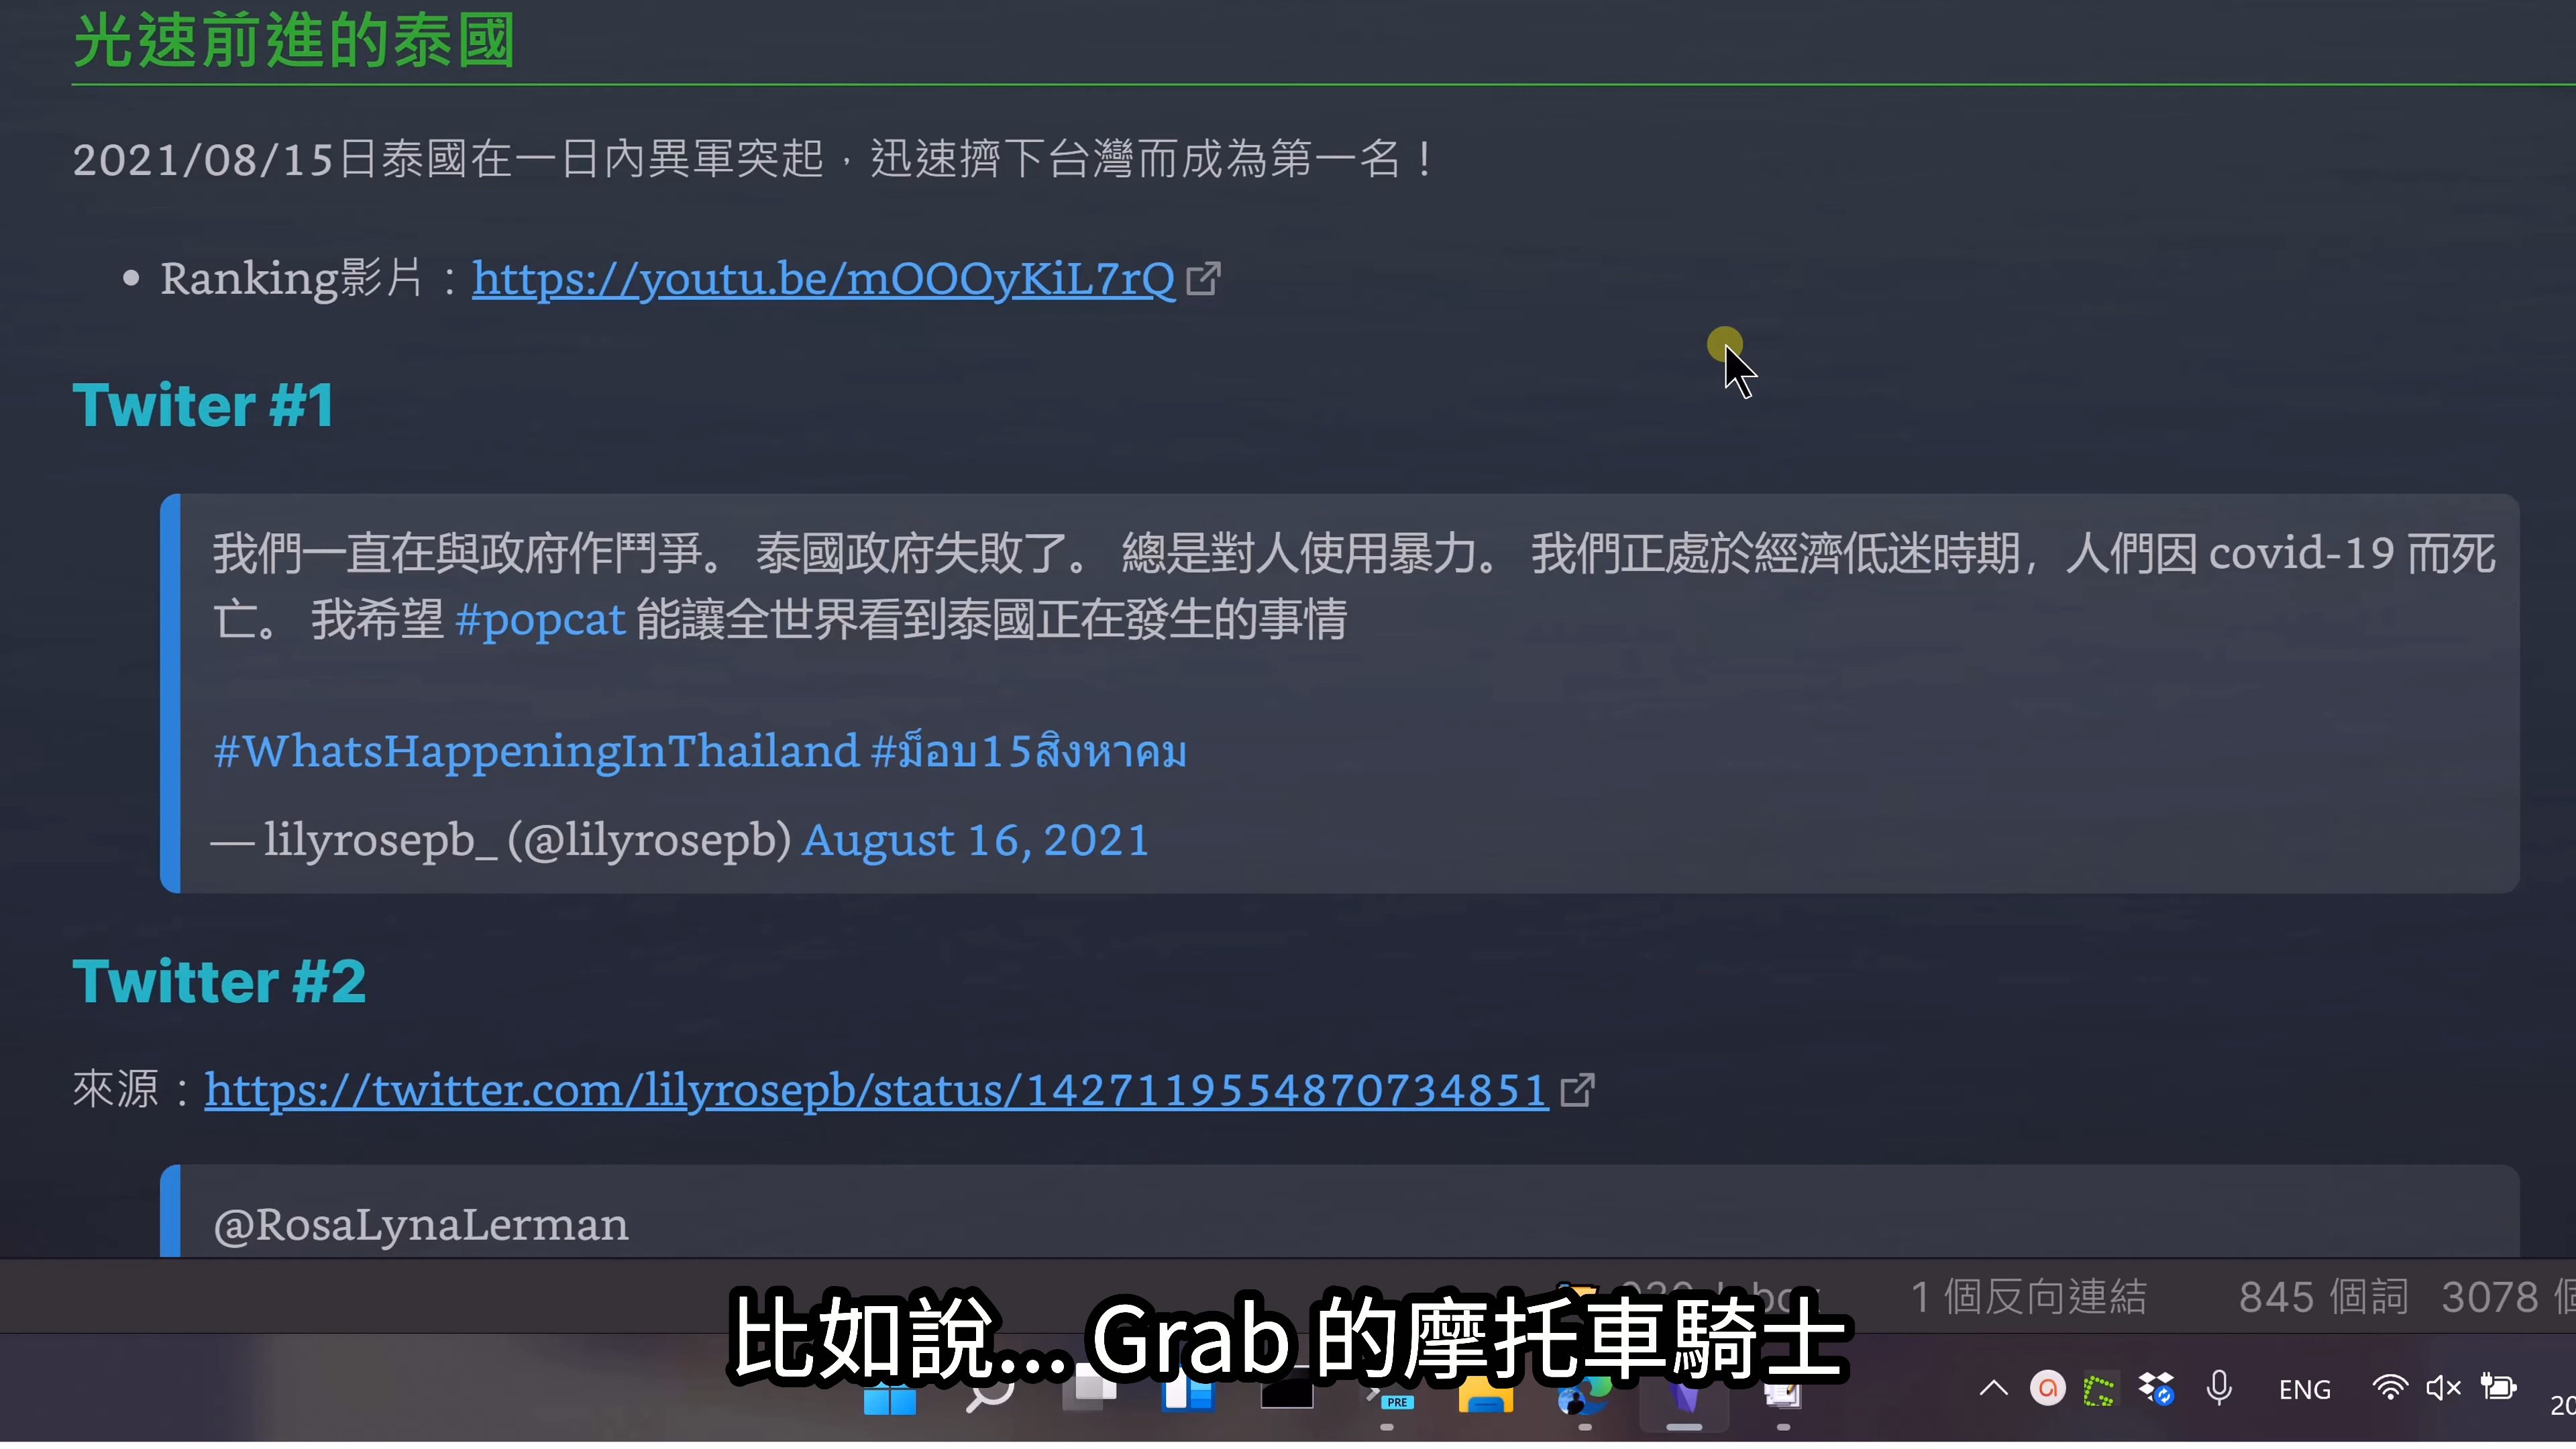 光速前進的泰國
2021/08/15日泰國在一日內異軍突起，迅速擠下台灣而成為第一名！
• Ranking影片：https://youtu.be/mOOOyKiL7rQ
Twiter #1
我們一直在與政府作鬥爭。 泰國政府失敗了。 總是對人使用暴力。 我們正處於經濟低迷時期，人們因 covid-19 而死
亡。 我希望 #popcat 能讓全世界看到泰國正在發生的事情
#WhatsHappeningInThailand #ม็อบ15สิงหาคม
— lilyrosepb_ (@lilyrosepb) August 16, 2021
Twitter #2
來源：https://twitter.com/lilyrosepb/status/1427119554870734851
@RosaLynaLerman
1 個反向連結 845 個詞 3078 個
比如說... Grab 的摩托車騎士
PRE
ENG
20